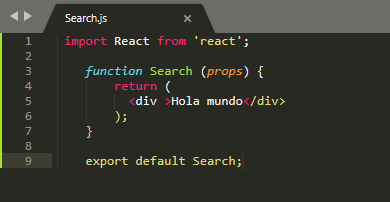 Search.js ×
1 import React from 'react';
2
3 function Search (props) {
4 return (
5 <div >Hola mundo</div>
6 );
7 }
8
9 export default Search;